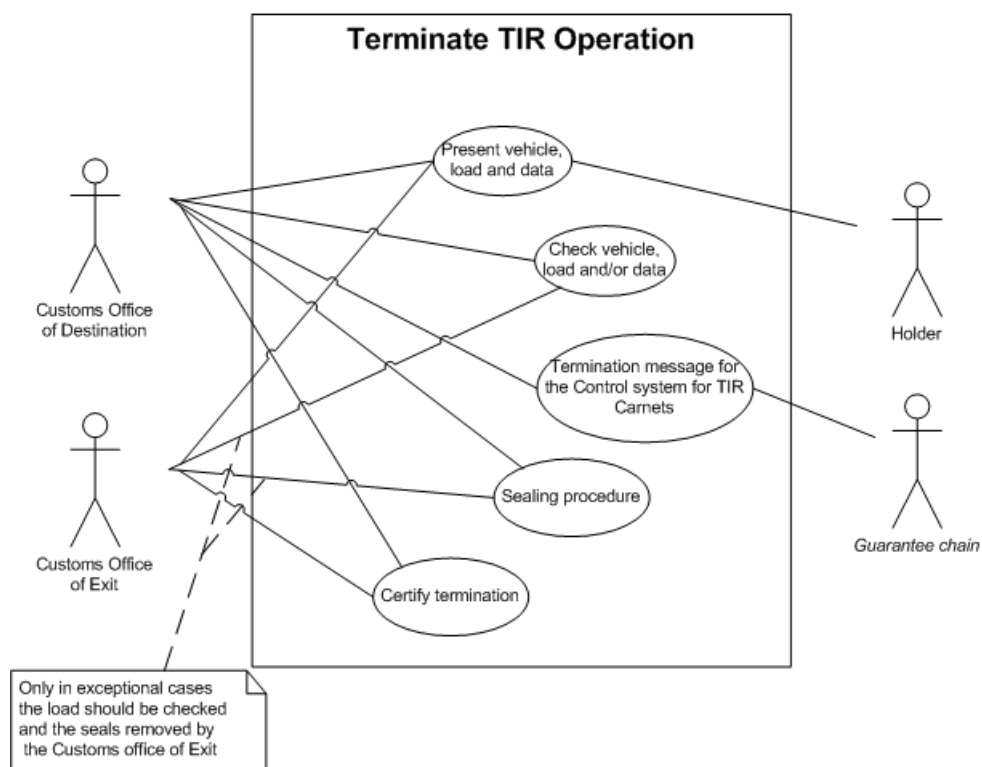 Terminate TIR Operation
Present vehicle,
load and data
Check vehicle,
load and/or data
Customs Office
of Destination
Holder
Termination message for
the Control system for TIR
Carnets
Sealing procedure
Guarantee chain
Customs Office
of Exit
Certify termination
Only in exceptional cases
the load should be checked
and the seals removed by
the Customs office of Exit